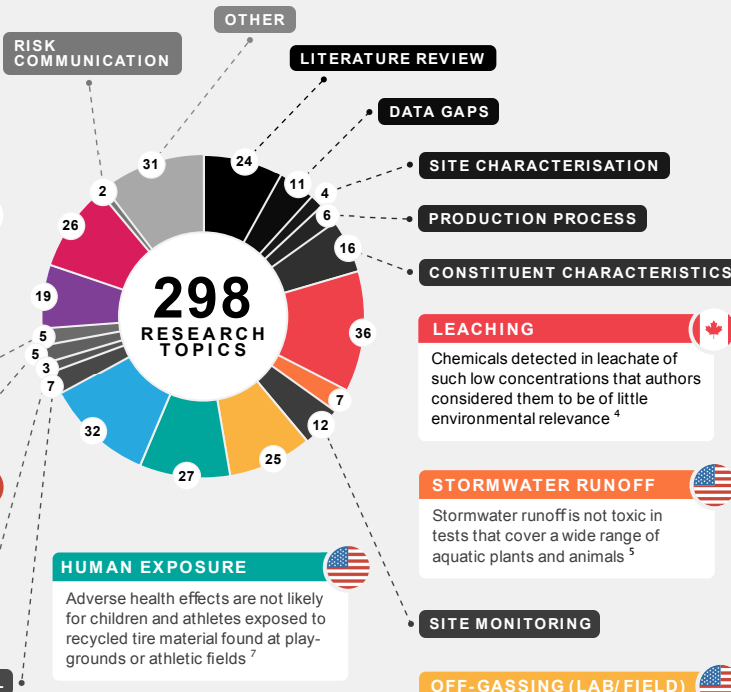 OTHER
RISK
COMMUNICATION
LITERATURE REVIEW
DATA GAPS
SITE CHARACTERISATION
PRODUCTION PROCESS
CONSTITUENT CHARACTERISTICS
31
24
11
4
6
16
2
26
19
5
5
3
7
32
27
25
12
7
36
298
RESEARCH
TOPICS
LEACHING
Chemicals detected in leachate of
such low concentrations that authors
considered them to be of little
environmental relevance 4
STORMWATER RUNOFF
Stormwater runoff is not toxic in
tests that cover a wide range of
aquatic plants and animals 5
HUMAN EXPOSURE
Adverse health effects are not likely
for children and athletes exposed to
recycled tire material found at play-
grounds or athletic fields 7
SITE MONITORING
OFF-GASSING (LAB/FIELD)